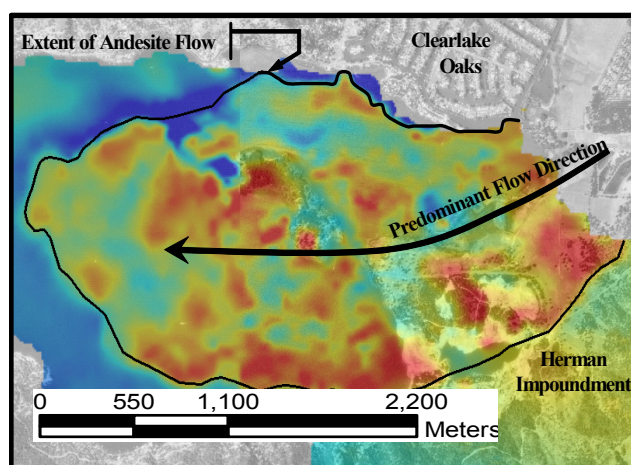 Extent of Andesite Flow
Clearlake
Oaks
Predominant Flow Direction
Herman
Impoundment
0 550 1,100 2,200
Meters